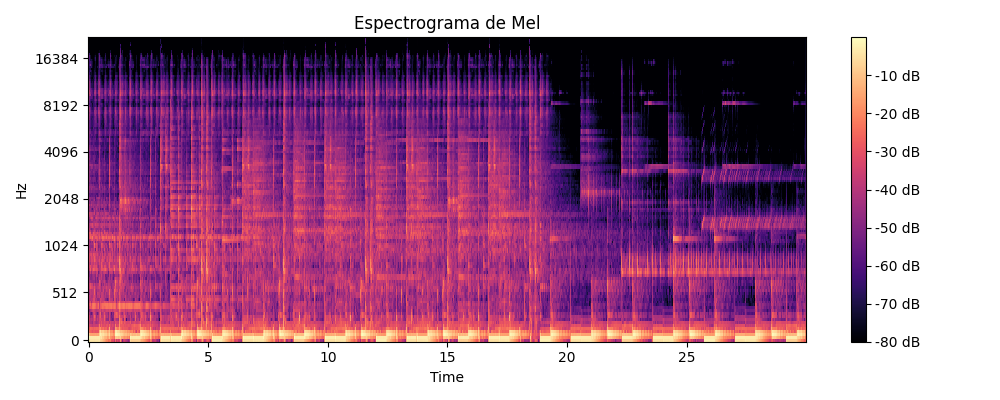 Espectrograma de Mel
Hz
16384
8192
4096
2048
1024
512
0
0 5 10 15 20 25
Time
-10 dB
-20 dB
-30 dB
-40 dB
-50 dB
-60 dB
-70 dB
-80 dB